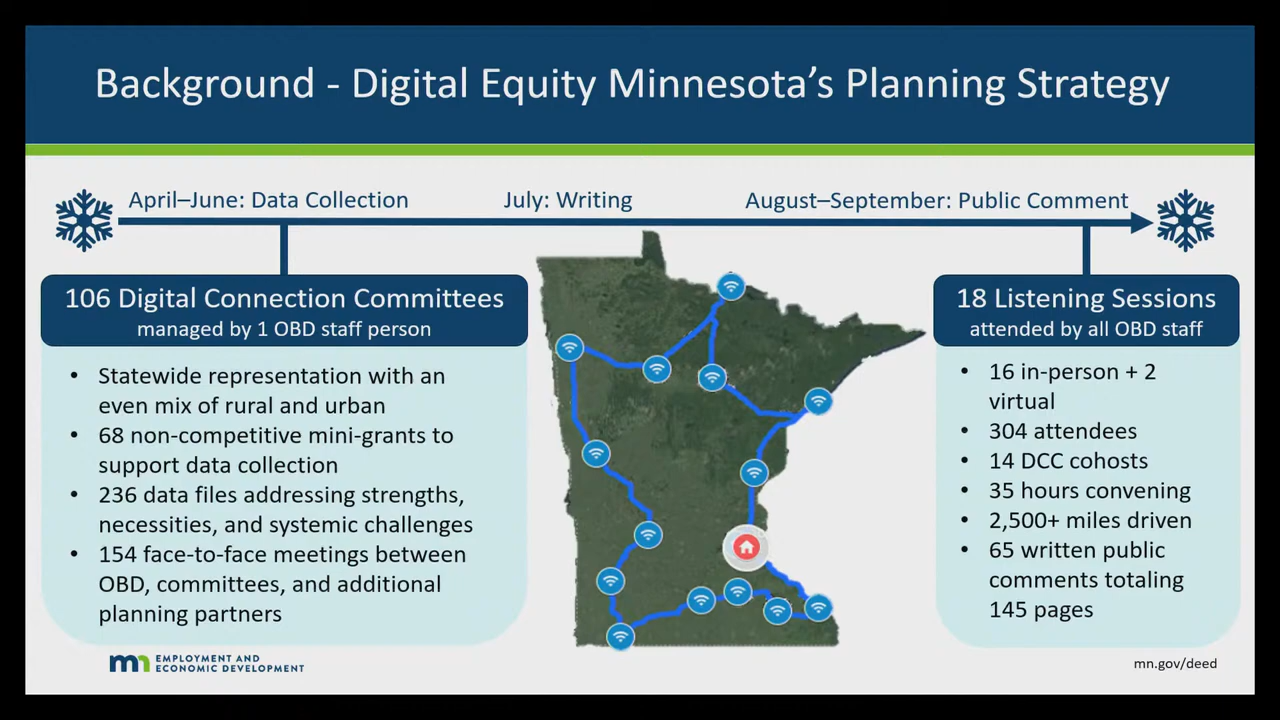 Background - Digital Equity Minnesota's Planning Strategy
April–June: Data Collection
July: Writing
August–September: Public Comment
106 Digital Connection Committees
managed by 1 OBD staff person
• Statewide representation with an
even mix of rural and urban
• 68 non-competitive mini-grants to
support data collection
• 236 data files addressing strengths,
necessities, and systemic challenges
• 154 face-to-face meetings between
OBD, committees, and additional
planning partners
18 Listening Sessions
attended by all OBD staff
• 16 in-person + 2
virtual
• 304 attendees
• 14 DCC cohosts
• 35 hours convening
• 2,500+ miles driven
• 65 written public
comments totaling
145 pages
mn EMPLOYMENT AND
ECONOMIC DEVELOPMENT
mn.gov/deed